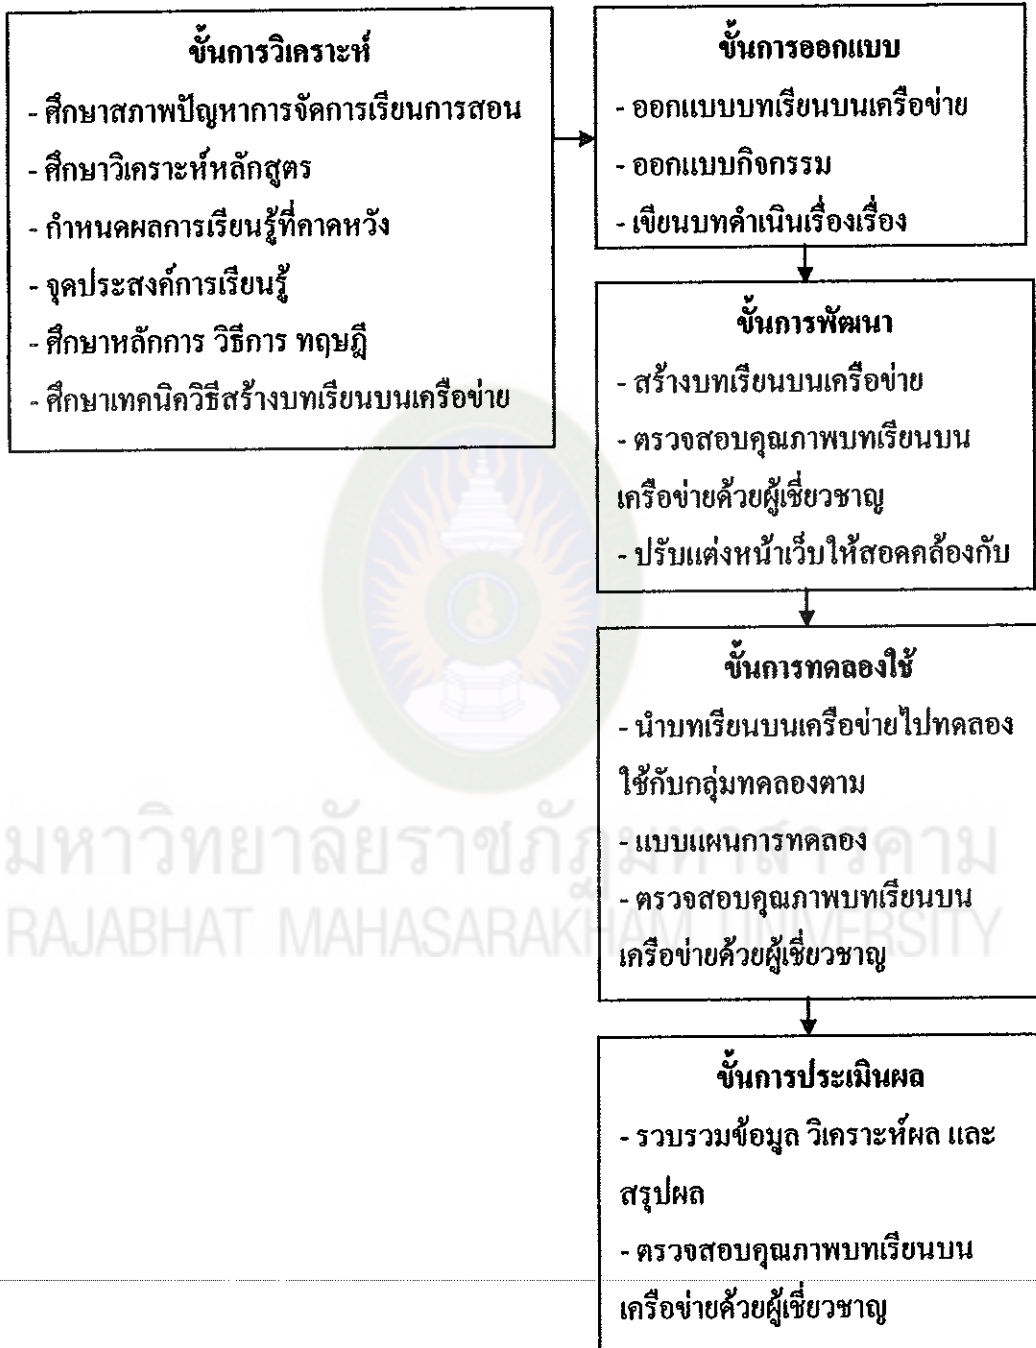 ขั้นการวิเคราะห์
- ศึกษาสภาพปัญหาการจัดการเรียนการสอน
- ศึกษาวิเคราะห์หลักสูตร
- กำหนดผลการเรียนรู้ที่คาดหวัง
- จุดประสงค์การเรียนรู้
- ศึกษาหลักการ วิธีการ ทฤษฎี
- ศึกษาเทคนิควิธีสร้างบทเรียนบนเครือข่าย
ขั้นการออกแบบ
- ออกแบบบทเรียนบนเครือข่าย
- ออกแบบกิจกรรม
- เขียนบทดำเนินเรื่องเรื่อง
ขั้นการพัฒนา
- สร้างบทเรียนบนเครือข่าย
- ตรวจสอบคุณภาพบทเรียนบน
เครือข่ายด้วยผู้เชี่ยวชาญ
- ปรับแต่งหน้าเว็บให้สอดคล้องกับ
ขั้นการทดลองใช้
- นำบทเรียนบนเครือข่ายไปทดลอง
ใช้กับกลุ่มทดลองตาม
- แบบแผนการทดลอง
- ตรวจสอบคุณภาพบทเรียนบน
เครือข่ายด้วยผู้เชี่ยวชาญ
ขั้นการประเมินผล
- รวบรวมข้อมูล วิเคราะห์ผล และ
สรุปผล
- ตรวจสอบคุณภาพบทเรียนบน
เครือข่ายด้วยผู้เชี่ยวชาญ
มหาวิทยาลัยราชภัฏมหาสารคาม
RAJABHAT MAHASARAKHAM UNIVERSITY